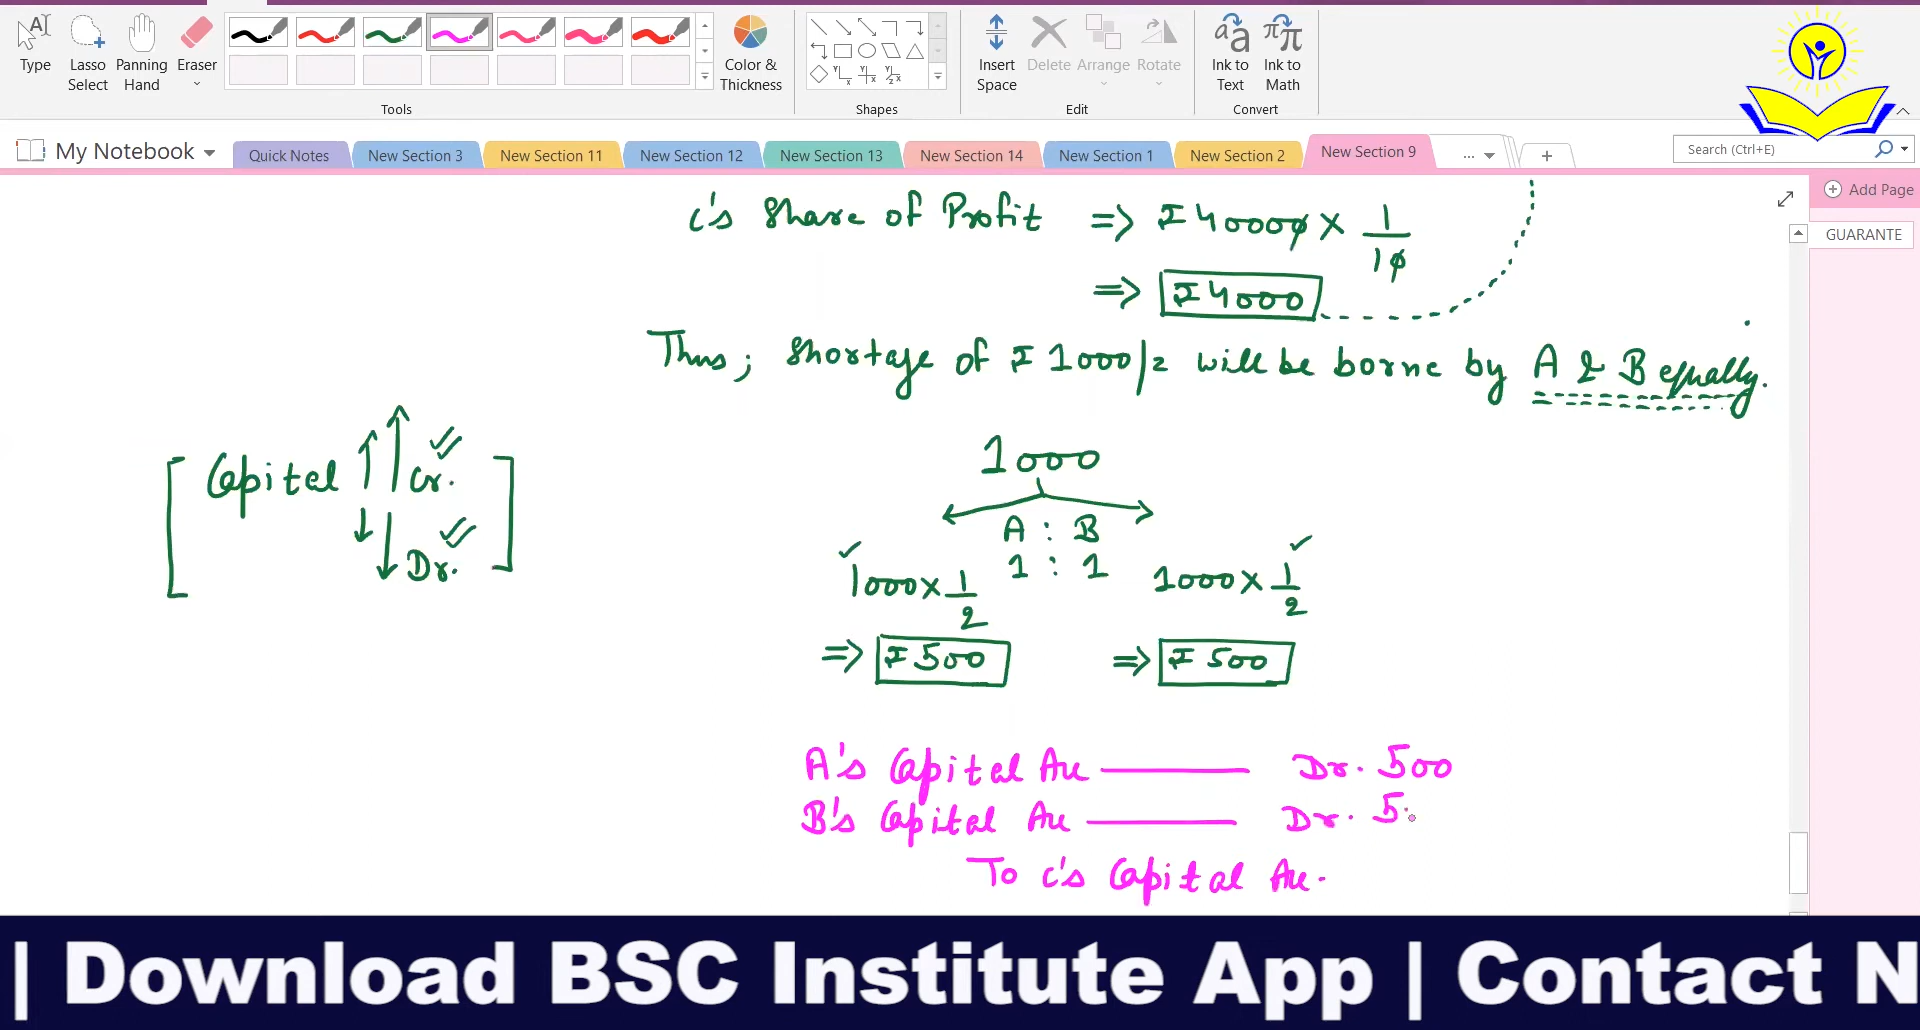 Type
Lasso Select
Panning Hand
Eraser
Color & Thickness
Insert Space
Delete
Arrange
Rotate
Ink to Text
Ink to Math
Tools
Shapes
Edit
Convert
My Notebook
Quick Notes
New Section 3
New Section 11
New Section 12
New Section 13
New Section 14
New Section 1
New Section 2
New Section 9
...
Search (Ctrl+E)
Add Page
GUARANTE
C's Share of Profit => ₹40000 × 1/10
=> ₹4000
Thus; Shortage of ₹1000/- will be borne by A & B equally.
[ Capital ↑ ↑ Cr. ✓✓
↓ ↓ Dr. ✓✓ ]
1000
A : B
1 : 1
✓ 1000 × 1/2
✓ 1000 × 1/2
=> ₹500
=> ₹500
A's Capital A/c ——— Dr. 500
B's Capital A/c ——— Dr. 5
To C's Capital A/c.
| Download BSC Institute App | Contact N